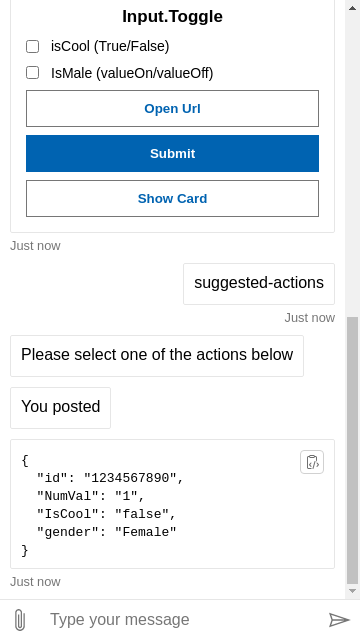 Input.Toggle
isCool (True/False)
IsMale (valueOn/valueOff)
Open Url
Submit
Show Card
Just now
suggested-actions
Just now
Please select one of the actions below
You posted
{
  "id": "1234567890",
  "NumVal": "1",
  "IsCool": "false",
  "gender": "Female"
}
Just now
Type your message